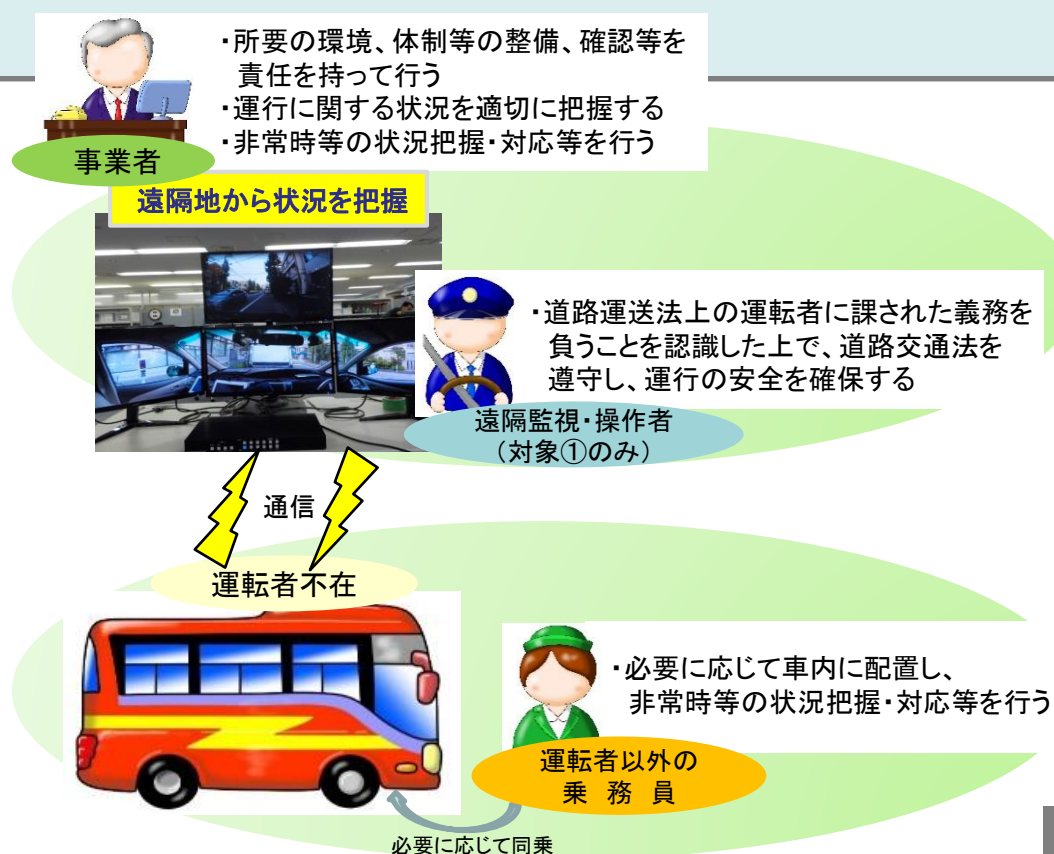 ・所要の環境、体制等の整備、確認等を
責任を持って行う
・運行に関する状況を適切に把握する
・非常時等の状況把握・対応等を行う
事業者
遠隔地から状況を把握
・道路運送法上の運転者に課された義務を
負うことを認識した上で、道路交通法を
遵守し、運行の安全を確保する
遠隔監視・操作者
（対象①のみ）
通信
運転者不在
・必要に応じて車内に配置し、
非常時等の状況把握・対応等を行う
運転者以外の
乗　務　員
必要に応じて同乗